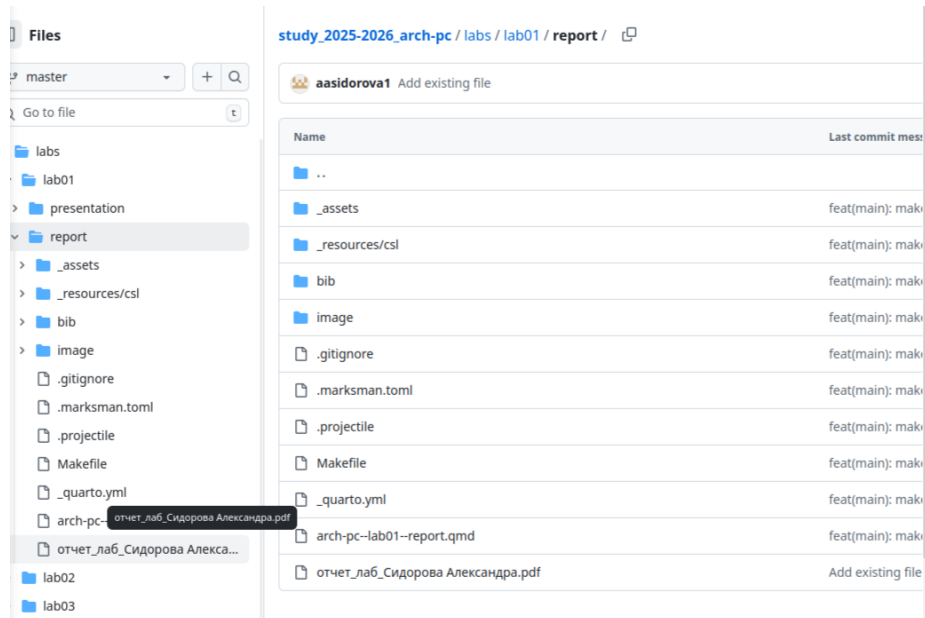 Files
master
Go to file
t
labs
lab01
presentation
report
_assets
_resources/csl
bib
image
.gitignore
.marksman.toml
.projectile
Makefile
_quarto.yml
arch-pc-
отчет_лаб_Сидорова Александра.pdf
отчет_лаб_Сидорова Алекса...
lab02
lab03
study_2025-2026_arch-pc / labs / lab01 / report /
aasidorova1 Add existing file
Name Last commit mess
..
_assets feat(main): make
_resources/csl feat(main): make
bib feat(main): make
image feat(main): make
.gitignore feat(main): make
.marksman.toml feat(main): make
.projectile feat(main): make
Makefile feat(main): make
_quarto.yml feat(main): make
arch-pc--lab01--report.qmd feat(main): make
отчет_лаб_Сидорова Александра.pdf Add existing file